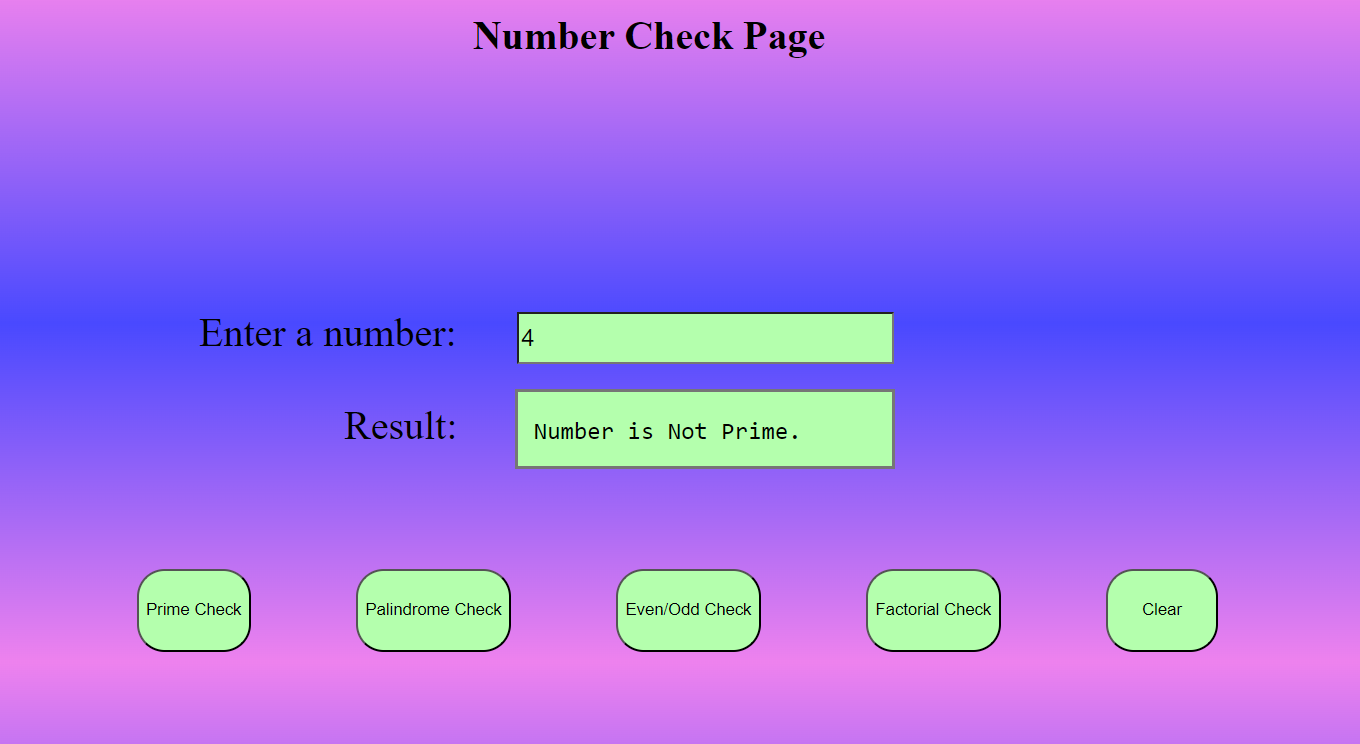 Number Check Page
Enter a number: 4
Result: Number is Not Prime.
Prime Check Palindrome Check Even/Odd Check Factorial Check Clear